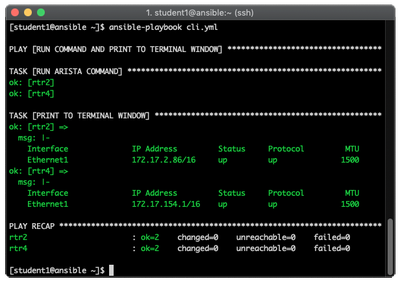 1. student1@ansible:~ (ssh)
[student1@ansible ~]$ ansible-playbook cli.yml
PLAY [RUN COMMAND AND PRINT TO TERMINAL WINDOW] **********************************
TASK [RUN ARISTA COMMAND] ********************************************************
ok: [rtr2]
ok: [rtr4]
TASK [PRINT TO TERMINAL WINDOW] **************************************************
ok: [rtr2] =>
msg: |-
Interface IP Address Status Protocol MTU
Ethernet1 172.17.2.86/16 up up 1500
ok: [rtr4] =>
msg: |-
Interface IP Address Status Protocol MTU
Ethernet1 172.17.154.1/16 up up 1500
PLAY RECAP ***********************************************************************
rtr2 : ok=2 changed=0 unreachable=0 failed=0
rtr4 : ok=2 changed=0 unreachable=0 failed=0
[student1@ansible ~]$